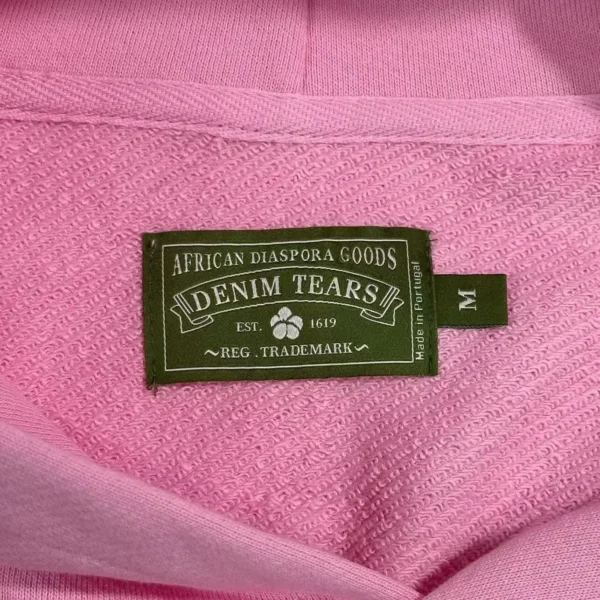 AFRICAN DIASPORA GOODS
DENIM TEARS
EST. 1619
~REG .TRADEMARK~
Made in Portugal
M